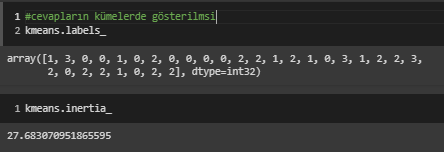 1 #cevapların kümelerde gösterilmsi
2 kmeans.labels_
array([1, 3, 0, 0, 1, 0, 2, 0, 0, 0, 0, 2, 2, 1, 2, 1, 0, 3, 1, 2, 2, 3,
2, 0, 2, 2, 1, 0, 2, 2], dtype=int32)
1 kmeans.inertia_
27.683070951865595